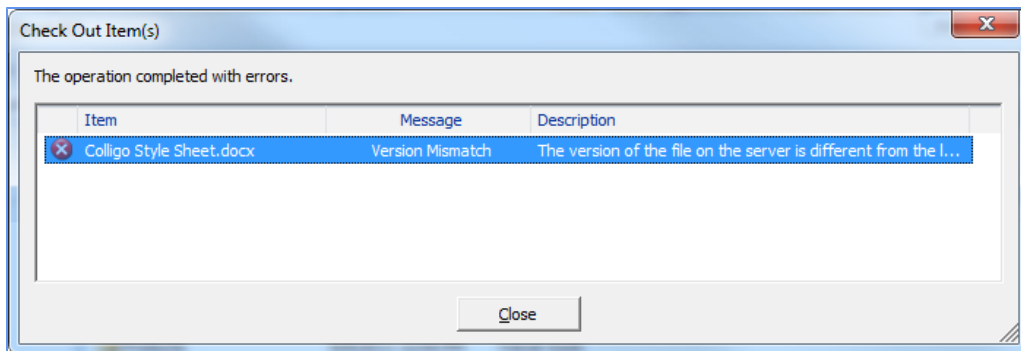 Check Out Item(s)
The operation completed with errors.
Item Message Description
Colligo Style Sheet.docx Version Mismatch The version of the file on the server is different from the l...
Close